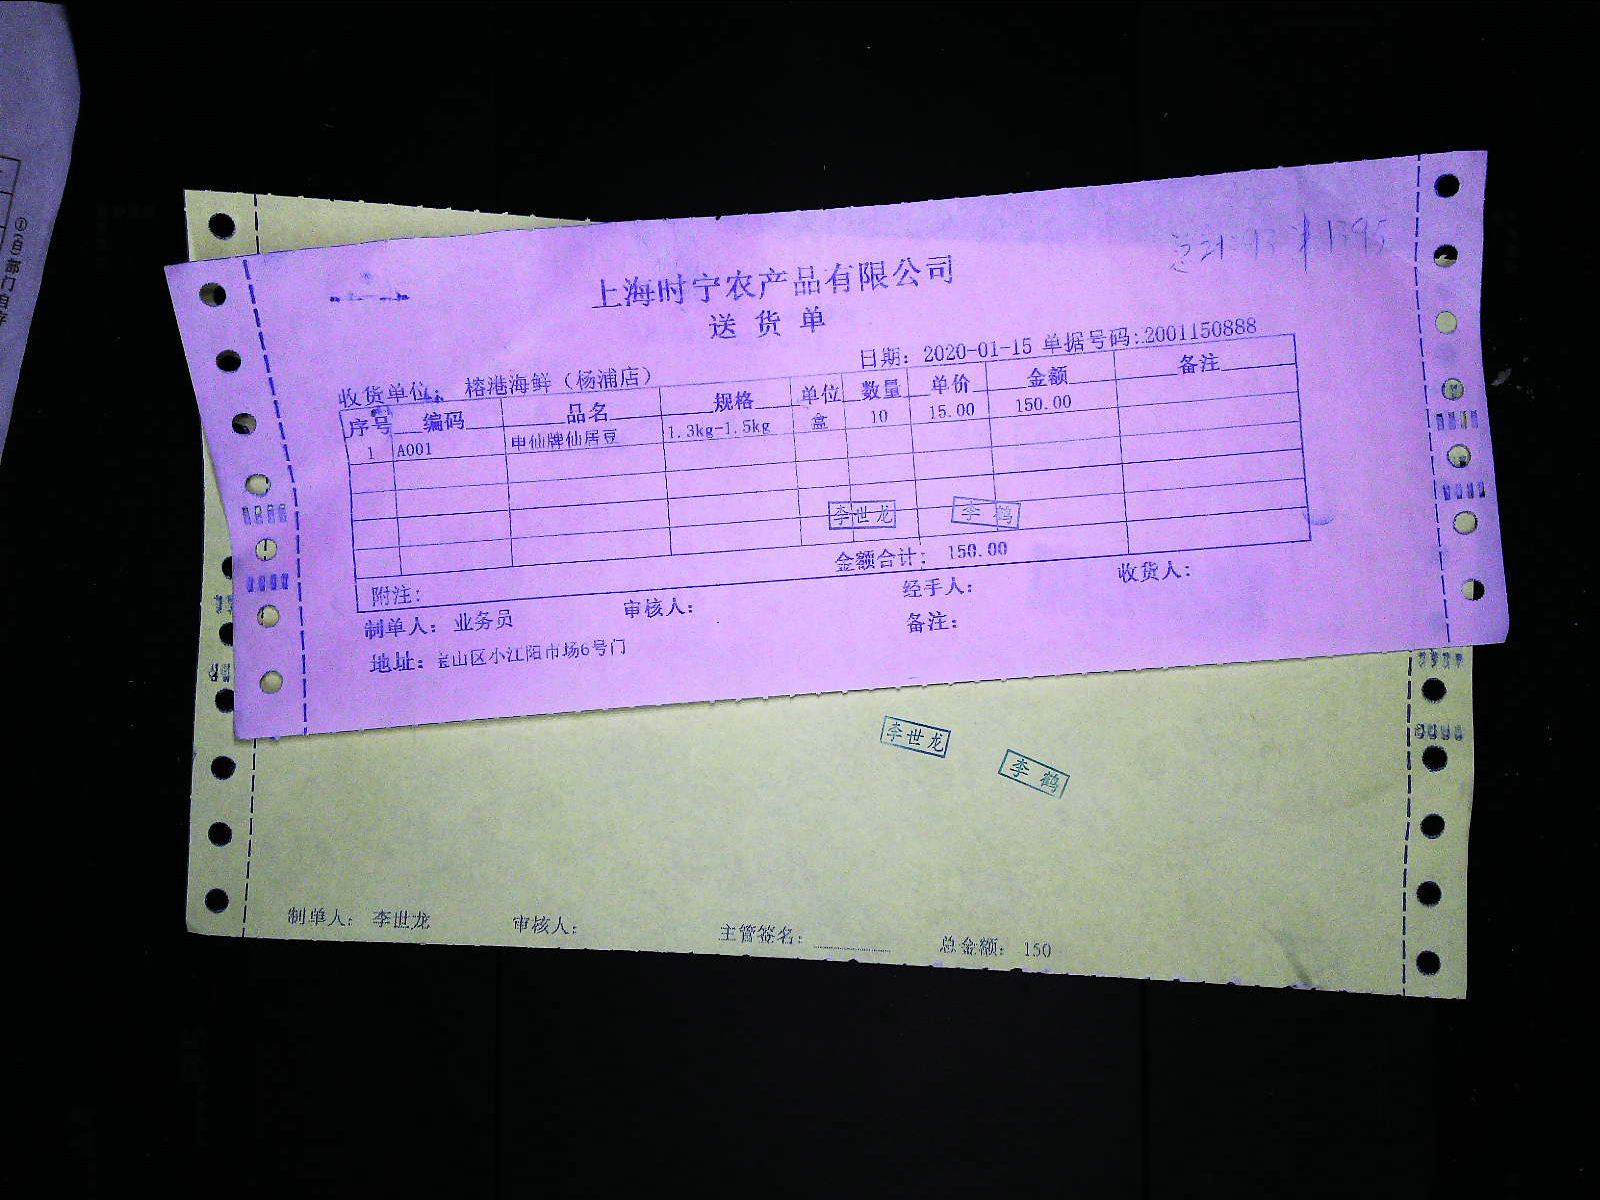 ①(白)部门自存
上海时宁农产品有限公司
送货单
日期：2020-01-15 单据号码：2001150888
收货单位：榕港海鲜（杨浦店）
序号 编码 品名 规格 单位 数量 单价 金额 备注
1 A001 申仙牌仙居豆 1.3kg-1.5kg 盒 10 15.00 150.00
李世龙 李鹤
金额合计：150.00
附注：
制单人：业务员 审核人： 经手人： 收货人：
地址：宝山区小江阳市场6号门 备注：
李世龙
李鹤
制单人：李世龙 审核人： 主管签名： 总金额：150